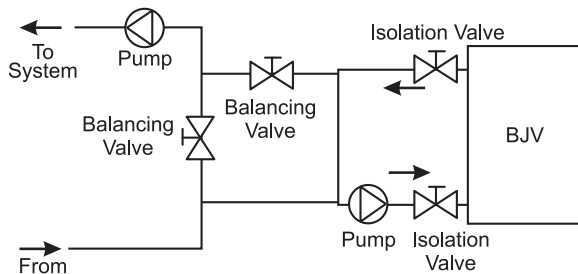 To
System
Pump
Isolation Valve
Balancing
Valve
Balancing
Valve
BJV
Pump
Isolation
Valve
From